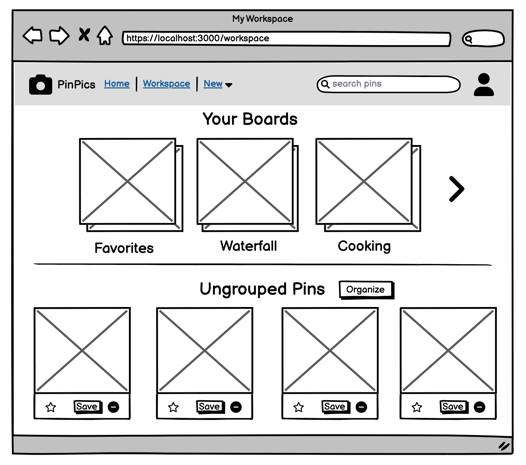 My Workspace
https://localhost:3000/workspace
PinPics Home Workspace New search pins
Your Boards
Favorites Waterfall Cooking
Ungrouped Pins Organize
Save Save Save Save